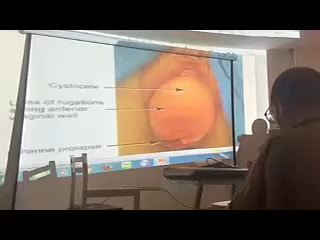 Cystocele
Loss of rugations
along anterior
vaginal wall
Uterine prolapse